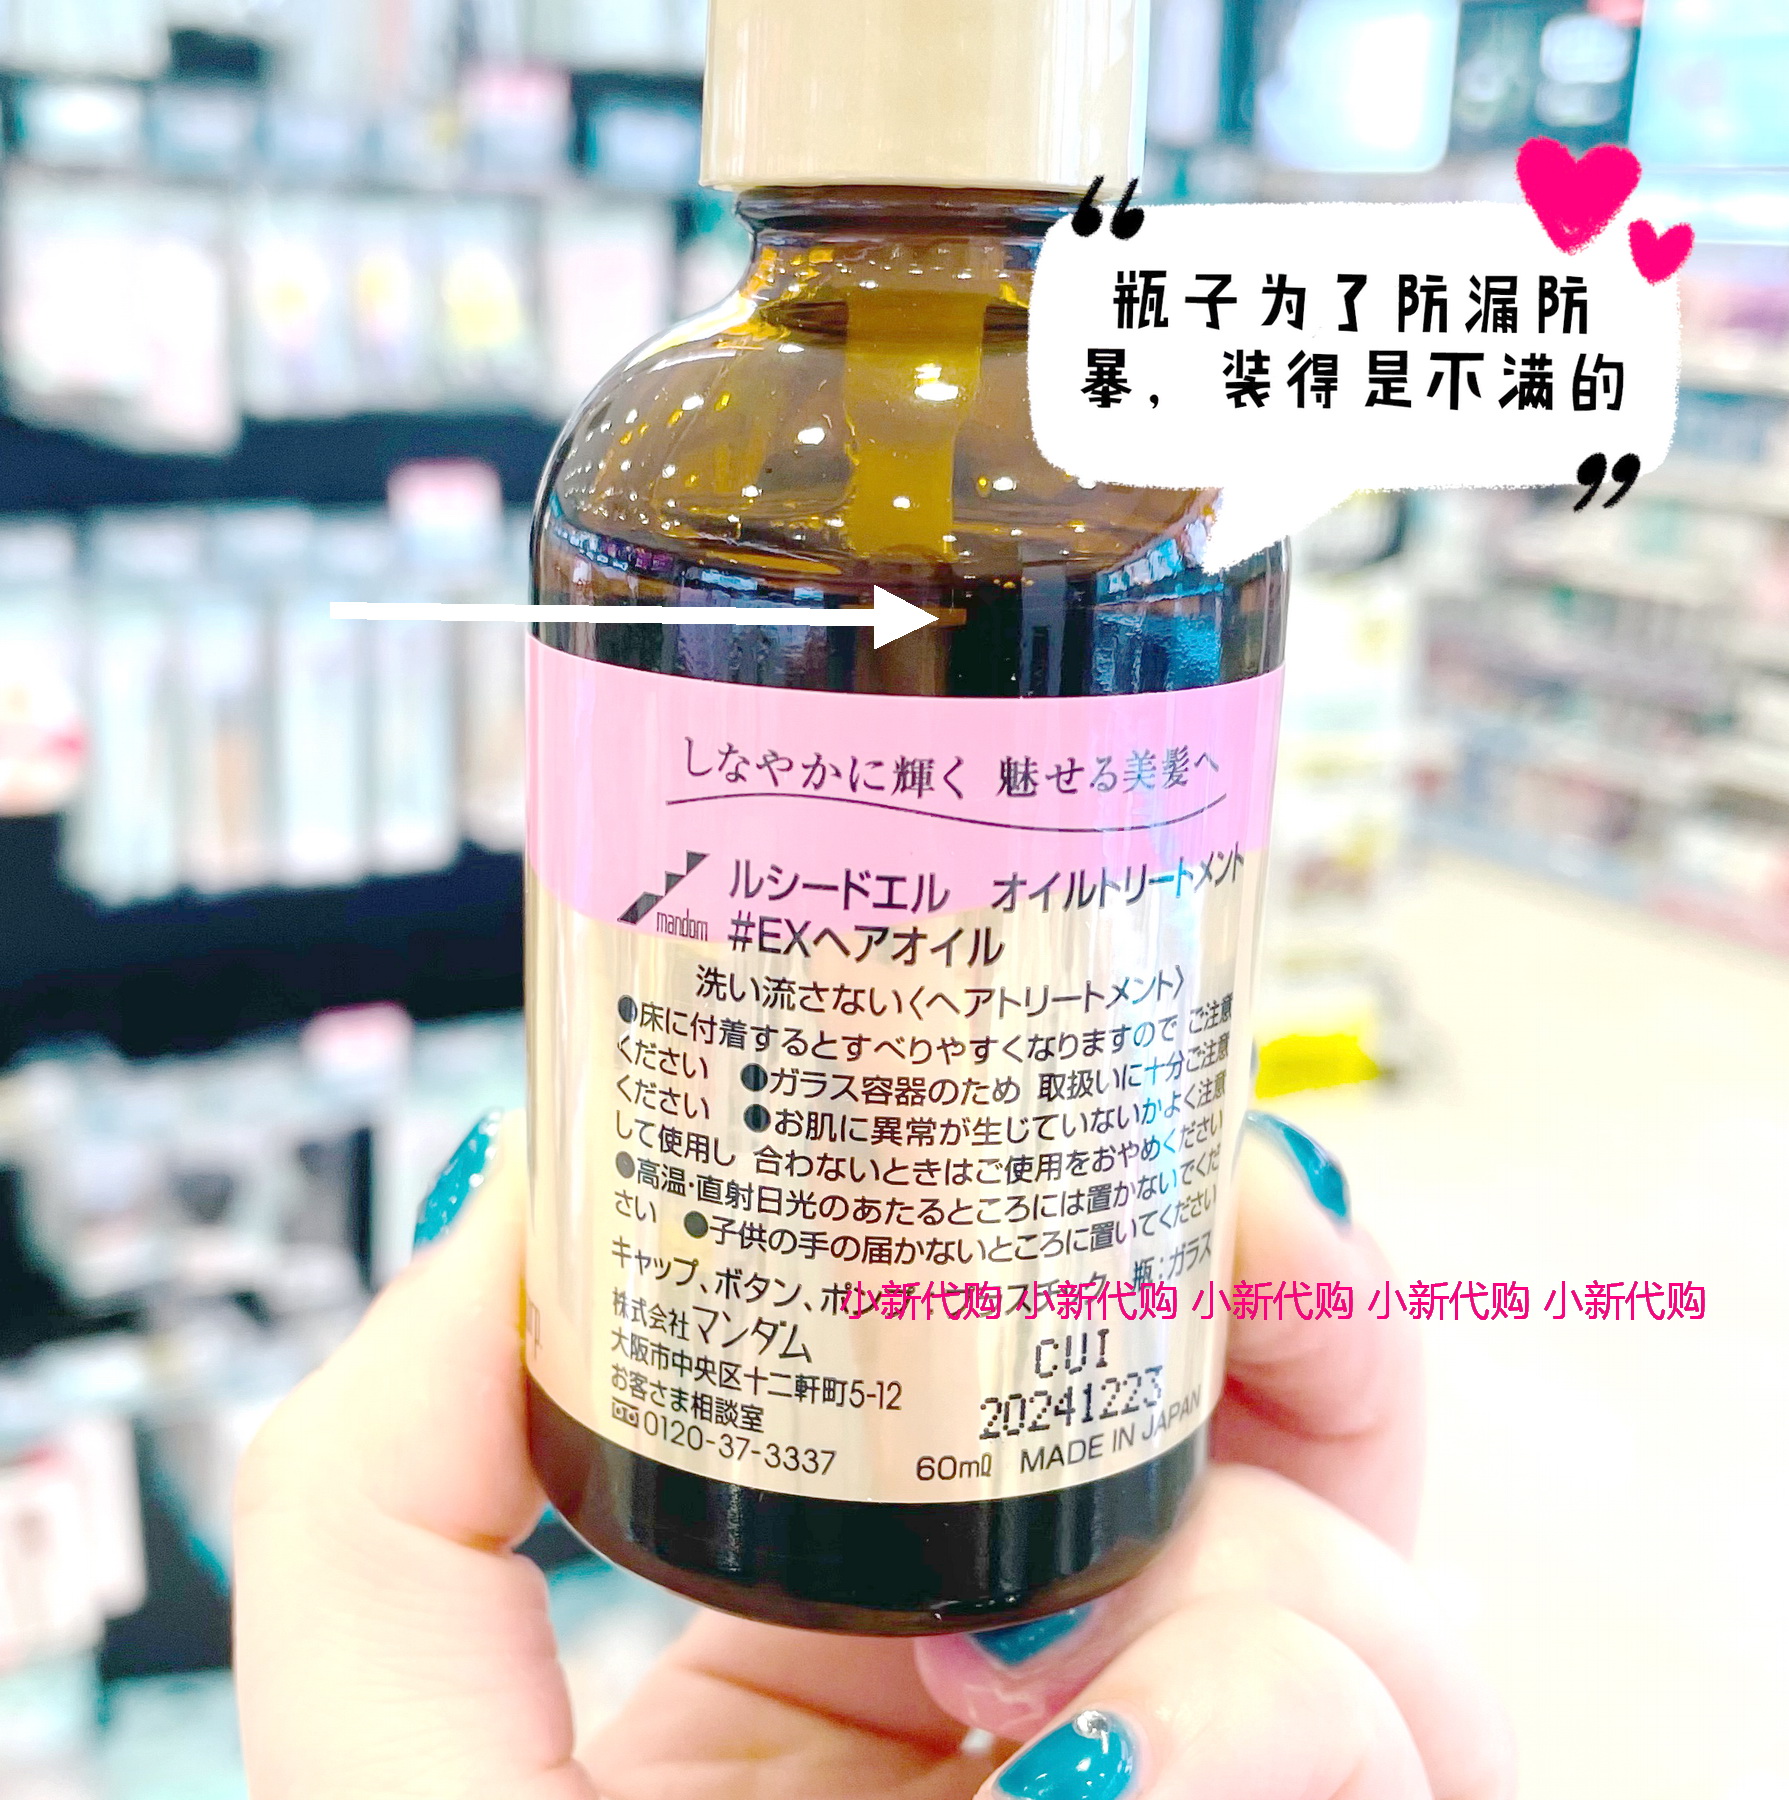 瓶子为了防漏防
暴，装得是不满的
しなやかに輝く 魅せる美髪へ
mandom
ルシードエル オイルトリートメント
#EXヘアオイル
洗い流さない〈ヘアトリートメント〉
●床に付着するとすべりやすくなりますので ご注意
ください ●ガラス容器のため 取扱いに十分ご注意
ください ●お肌に異常が生じていないかよく注意
して使用し 合わないときはご使用をおやめください
●高温・直射日光のあたるところには置かないでくだ
さい ●子供の手の届かないところに置いてください
キャップ、ボタン、ポンプ：プラスチック 瓶：ガラス
小新代购 小新代购 小新代购 小新代购 小新代购
株式会社マンダム
大阪市中央区十二軒町5-12
お客さま相談室
0120-37-3337
CUI
20241223
60mℓ MADE IN JAPAN